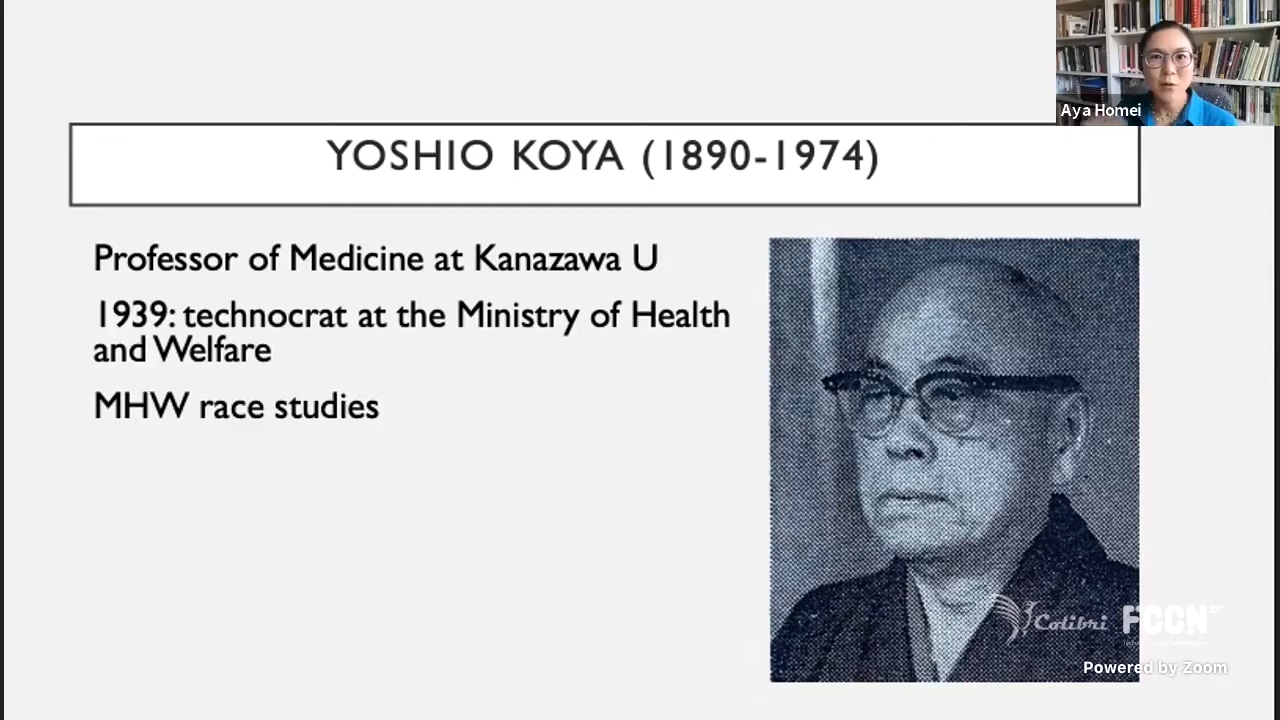 Aya Homei
YOSHIO KOYA (1890-1974)
Professor of Medicine at Kanazawa U
1939: technocrat at the Ministry of Health
and Welfare
MHW race studies
Colibri
FCCN
Powered by Zoom